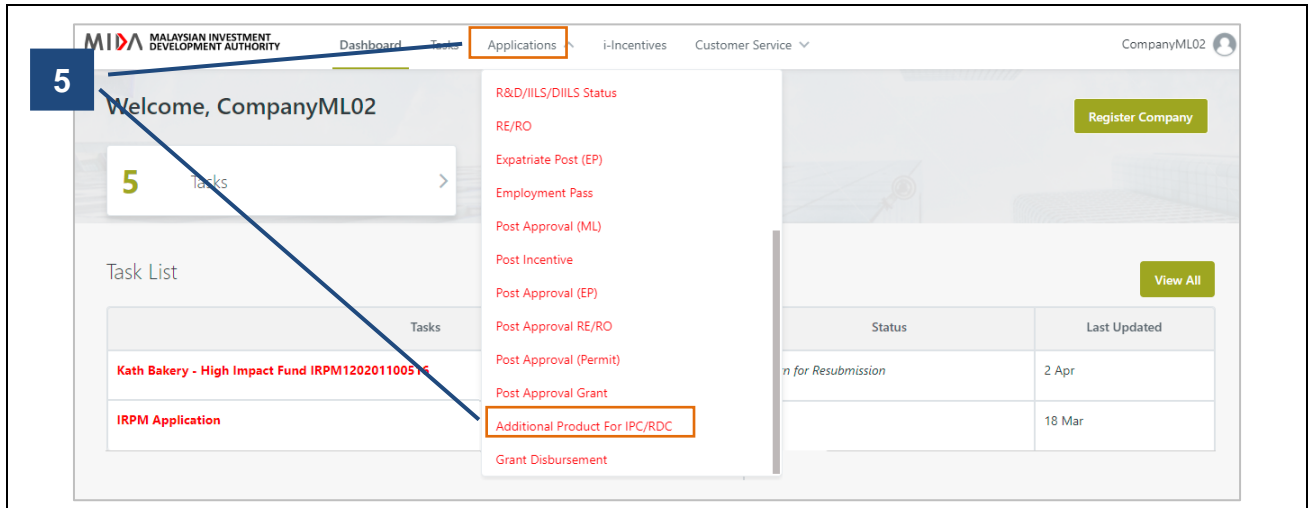 MIDA MALAYSIAN INVESTMENT
DEVELOPMENT AUTHORITY
Dashboard Tasks Applications i-Incentives Customer Service CompanyML02
5
Welcome, CompanyML02
Register Company
5 Tasks
R&D/IILS/DIILS Status
RE/RO
Expatriate Post (EP)
Employment Pass
Post Approval (ML)
Post Incentive
Post Approval (EP)
Post Approval RE/RO
Post Approval (Permit)
Post Approval Grant
Additional Product For IPC/RDC
Grant Disbursement
Task List
View All
Tasks Status Last Updated
Kath Bakery - High Impact Fund IRPM120201100516 n for Resubmission 2 Apr
IRPM Application 18 Mar